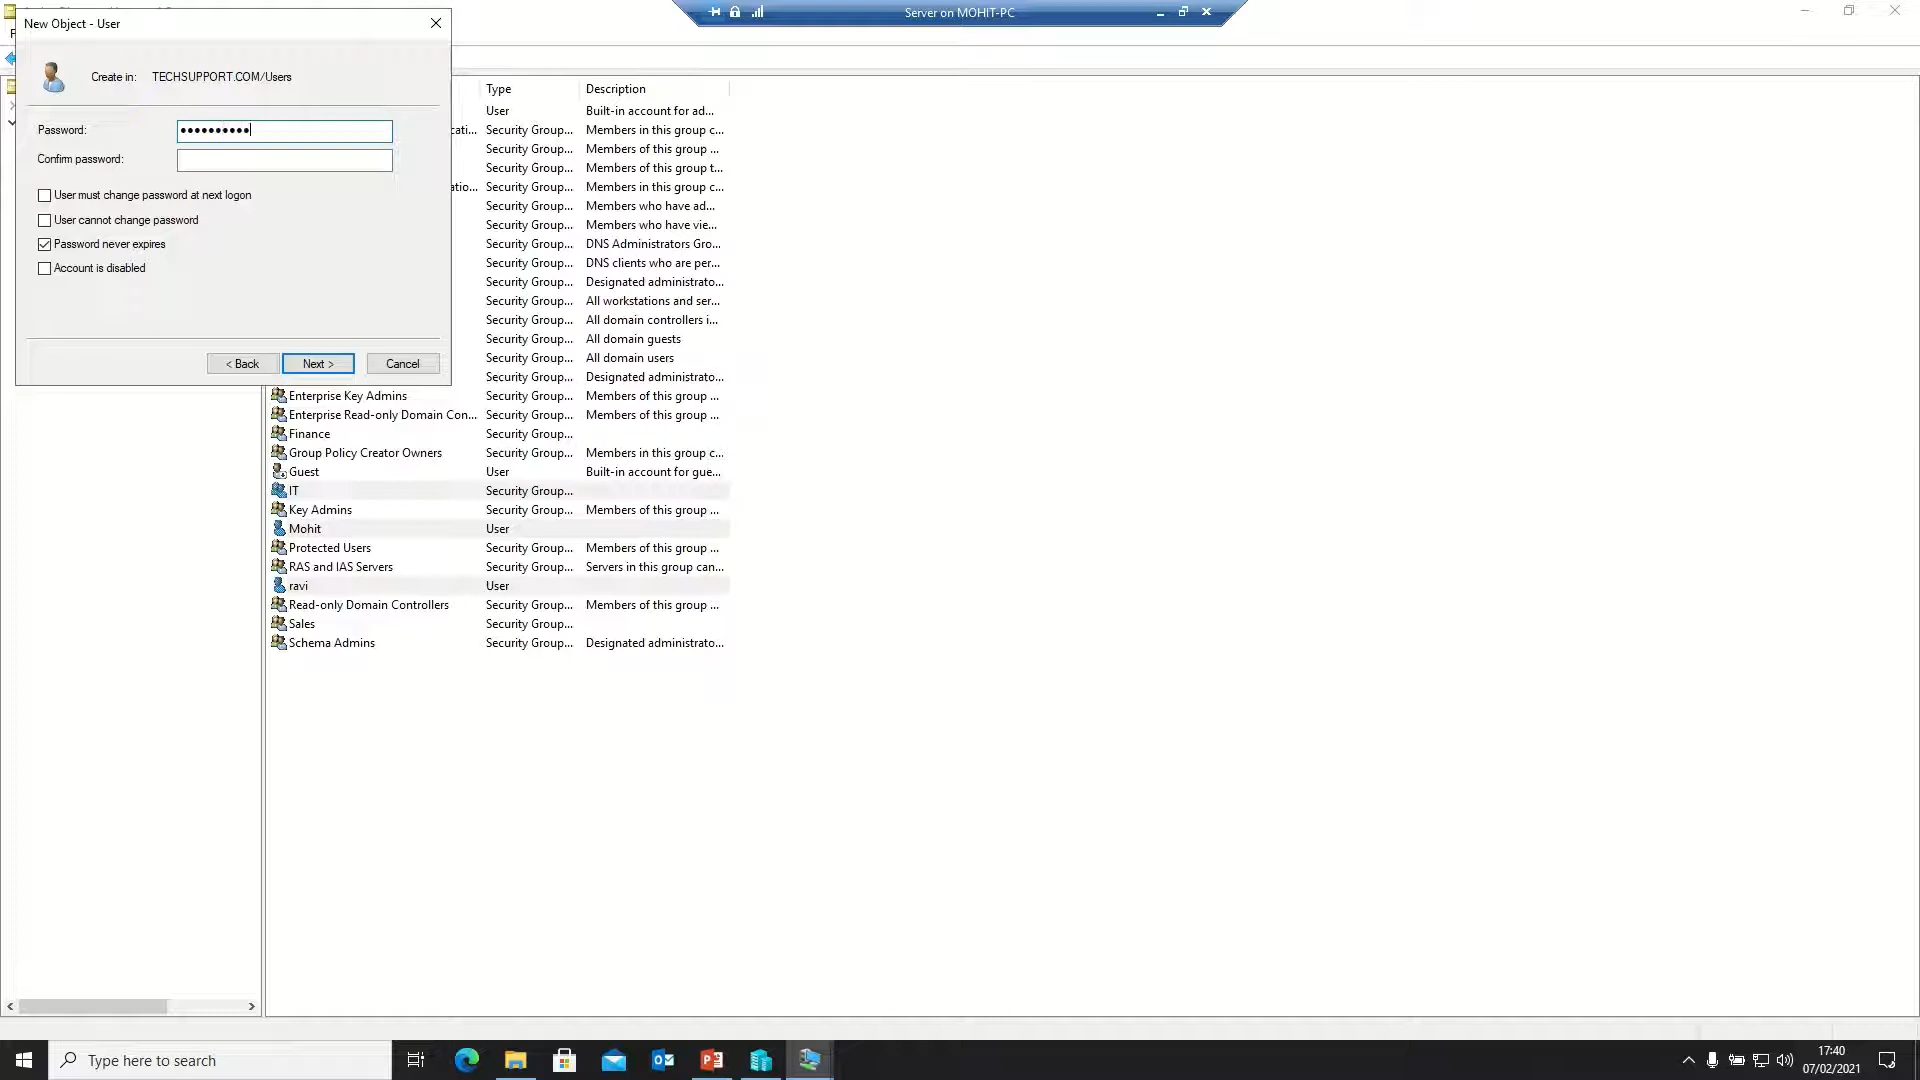 New Object - User
Server on MOHIT-PC
Create in: TECHSUPPORT.COM/Users
Type Description
User Built-in account for ad...
Password: ●●●●●●●●●●
cati... Security Group... Members in this group c...
Security Group... Members of this group ...
Confirm password:
Security Group... Members of this group t...
atio... Security Group... Members in this group c...
User must change password at next logon
Security Group... Members who have ad...
User cannot change password
Security Group... Members who have vie...
Password never expires
Security Group... DNS Administrators Gro...
Security Group... DNS clients who are per...
Account is disabled
Security Group... Designated administrato...
Security Group... All workstations and ser...
Security Group... All domain controllers i...
Security Group... All domain guests
Security Group... All domain users
< Back Next > Cancel
Security Group... Designated administrato...
Enterprise Key Admins Security Group... Members of this group ...
Enterprise Read-only Domain Con... Security Group... Members of this group ...
Finance Security Group...
Group Policy Creator Owners Security Group... Members in this group c...
Guest User Built-in account for gue...
IT Security Group...
Key Admins Security Group... Members of this group ...
Mohit User
Protected Users Security Group... Members of this group ...
RAS and IAS Servers Security Group... Servers in this group can...
ravi User
Read-only Domain Controllers Security Group... Members of this group ...
Sales Security Group...
Schema Admins Security Group... Designated administrato...
Type here to search
17:40
07/02/2021